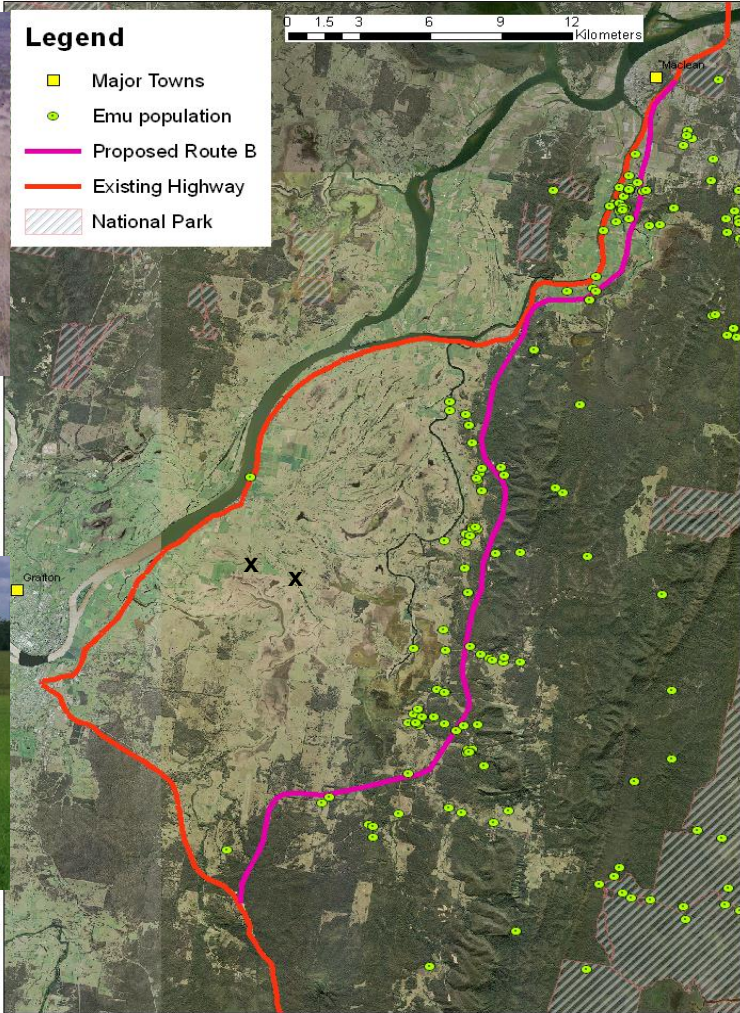 Legend
Major Towns
Emu population
Proposed Route B
Existing Highway
National Park
0 1.5 3 6 9 12
Kilometers
Maclean
Grafton
X
X